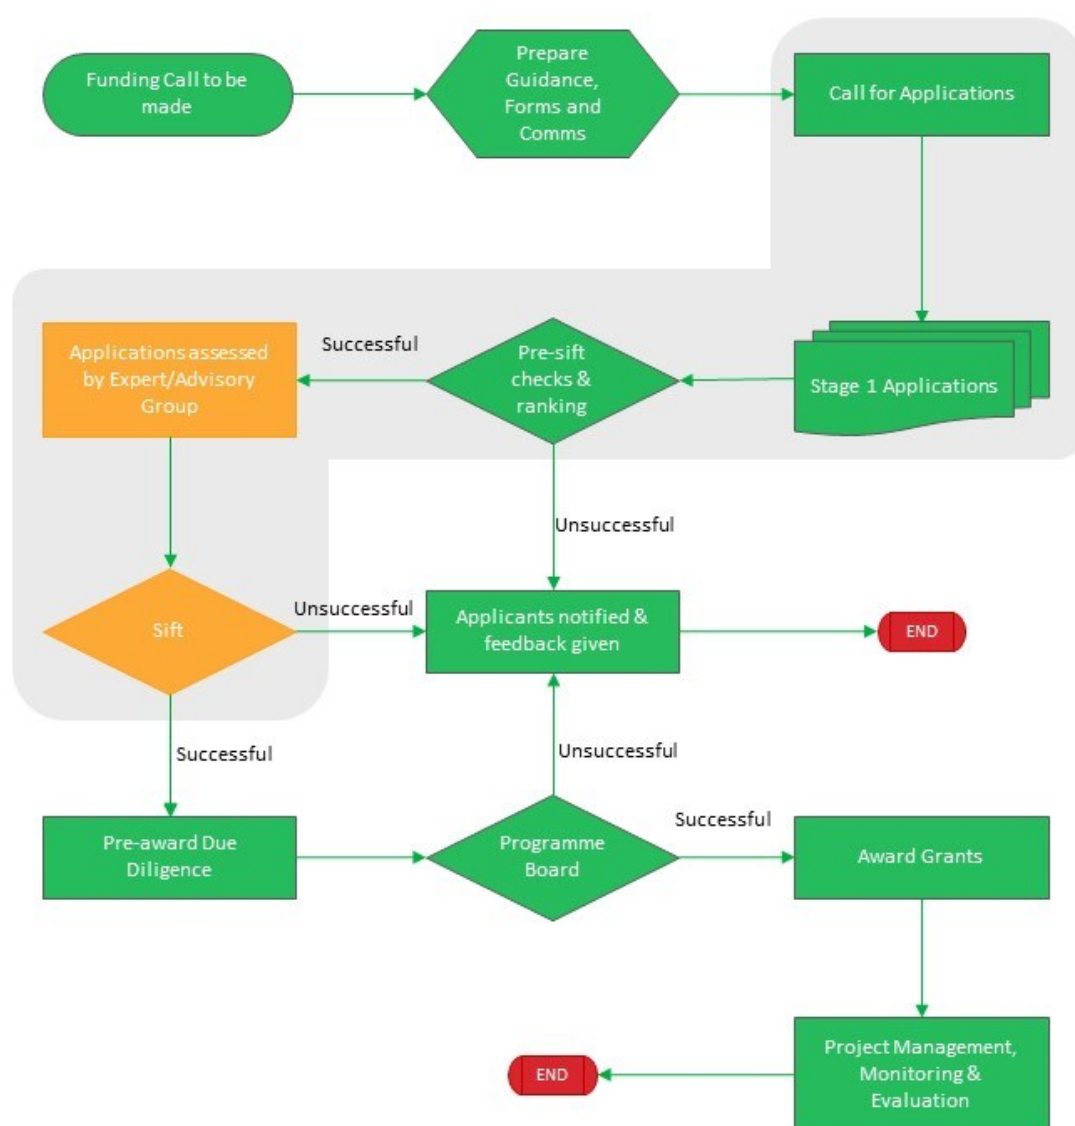 Funding Call to be
made
Prepare
Guidance,
Forms and
Comms
Call for Applications
Applications assessed
by Expert/Advisory
Group
Successful
Pre-sift
checks &
ranking
Stage 1 Applications
Unsuccessful
Sift
Unsuccessful
Applicants notified &
feedback given
END
Successful
Unsuccessful
Pre-award Due
Diligence
Programme
Board
Successful
Award Grants
END
Project Management,
Monitoring &
Evaluation